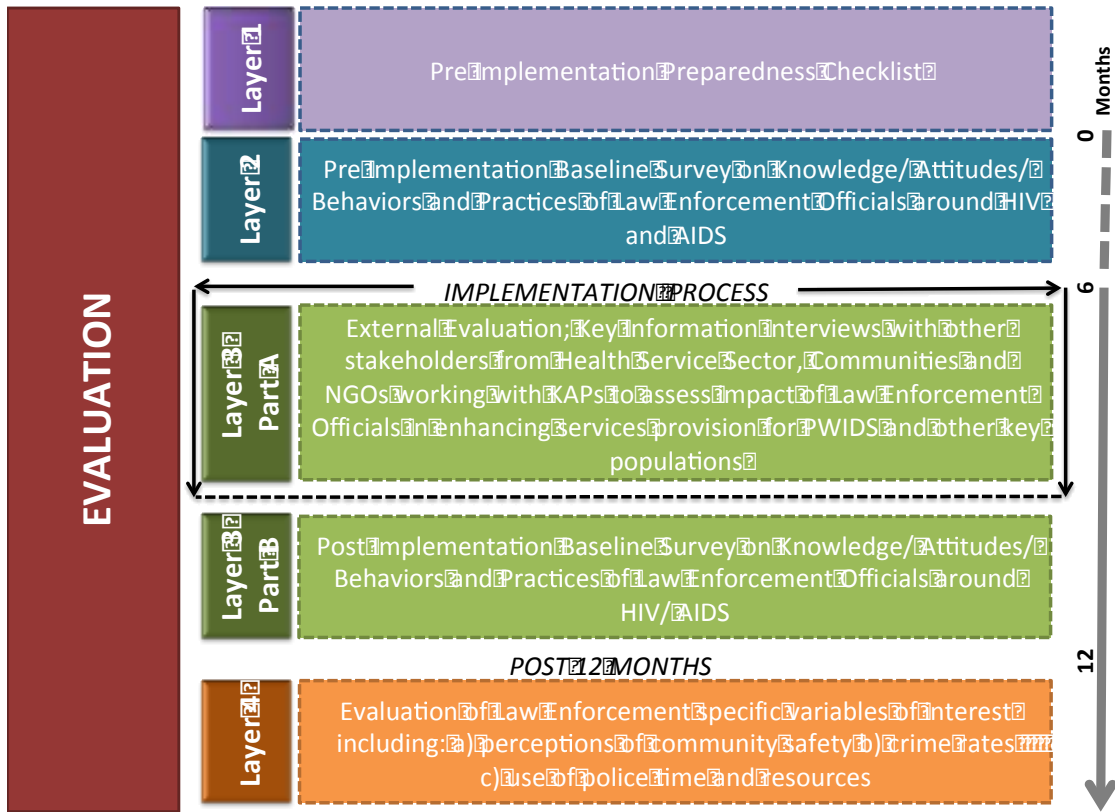 EVALUATION
Layer 1
Pre Implementation Preparedness Checklist
Months
0
Layer 2
Pre Implementation Baseline Survey on Knowledge/ Attitudes/
Behaviors and Practices of Law Enforcement Officials around HIV
and AIDS
IMPLEMENTATION PROCESS
6
Layer 3
Part A
External Evaluation; Key Information Interviews with other
stakeholders from Health Service Sector, Communities and
NGOs working with KAPs to assess impact of Law Enforcement
Officials in enhancing services provision for PWIDS and other key
populations
Layer 3
Part B
Post Implementation Baseline Survey on Knowledge/ Attitudes/
Behaviors and Practices of Law Enforcement Officials around
HIV/ AIDS
12
POST 12 MONTHS
Layer 4
Evaluation of Law Enforcement specific variables of interest
including: a) perceptions of community safety b) crime rates
c) use of police time and resources